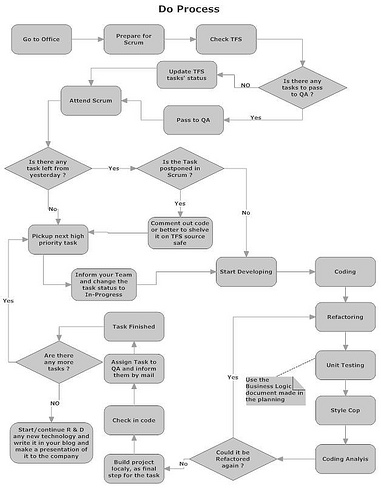 Do Process
Go to Office
Prepare for
Scrum
Check TFS
Update TFS
tasks' status
NO
Is there any
tasks to pass
to QA ?
Attend Scrum
Pass to QA
Yes
Is there any
task left from
yesterday ?
Yes
Is the Task
postponed in
Scrum ?
Yes
No
No
Pickup next high
priority task
Comment out code
or better to shelve
it on TFS source
safe
Inform your Team
and change the
task status to
In-Progress
Start Developing
Coding
Yes
Task Finished
Refactoring
Are there
any more
tasks ?
Assign Task to
QA and inform
them by mail
Yes
Use the
Business Logic
document made in
the planning
Unit Testing
NO
Check in code
Style Cop
Start/continue R & D
any new technology and
write it in your blog and
make a presentation of
it to the company
Build project
localy, as final
step for the task
No
Could it be
Refactored
again ?
Coding Analyis